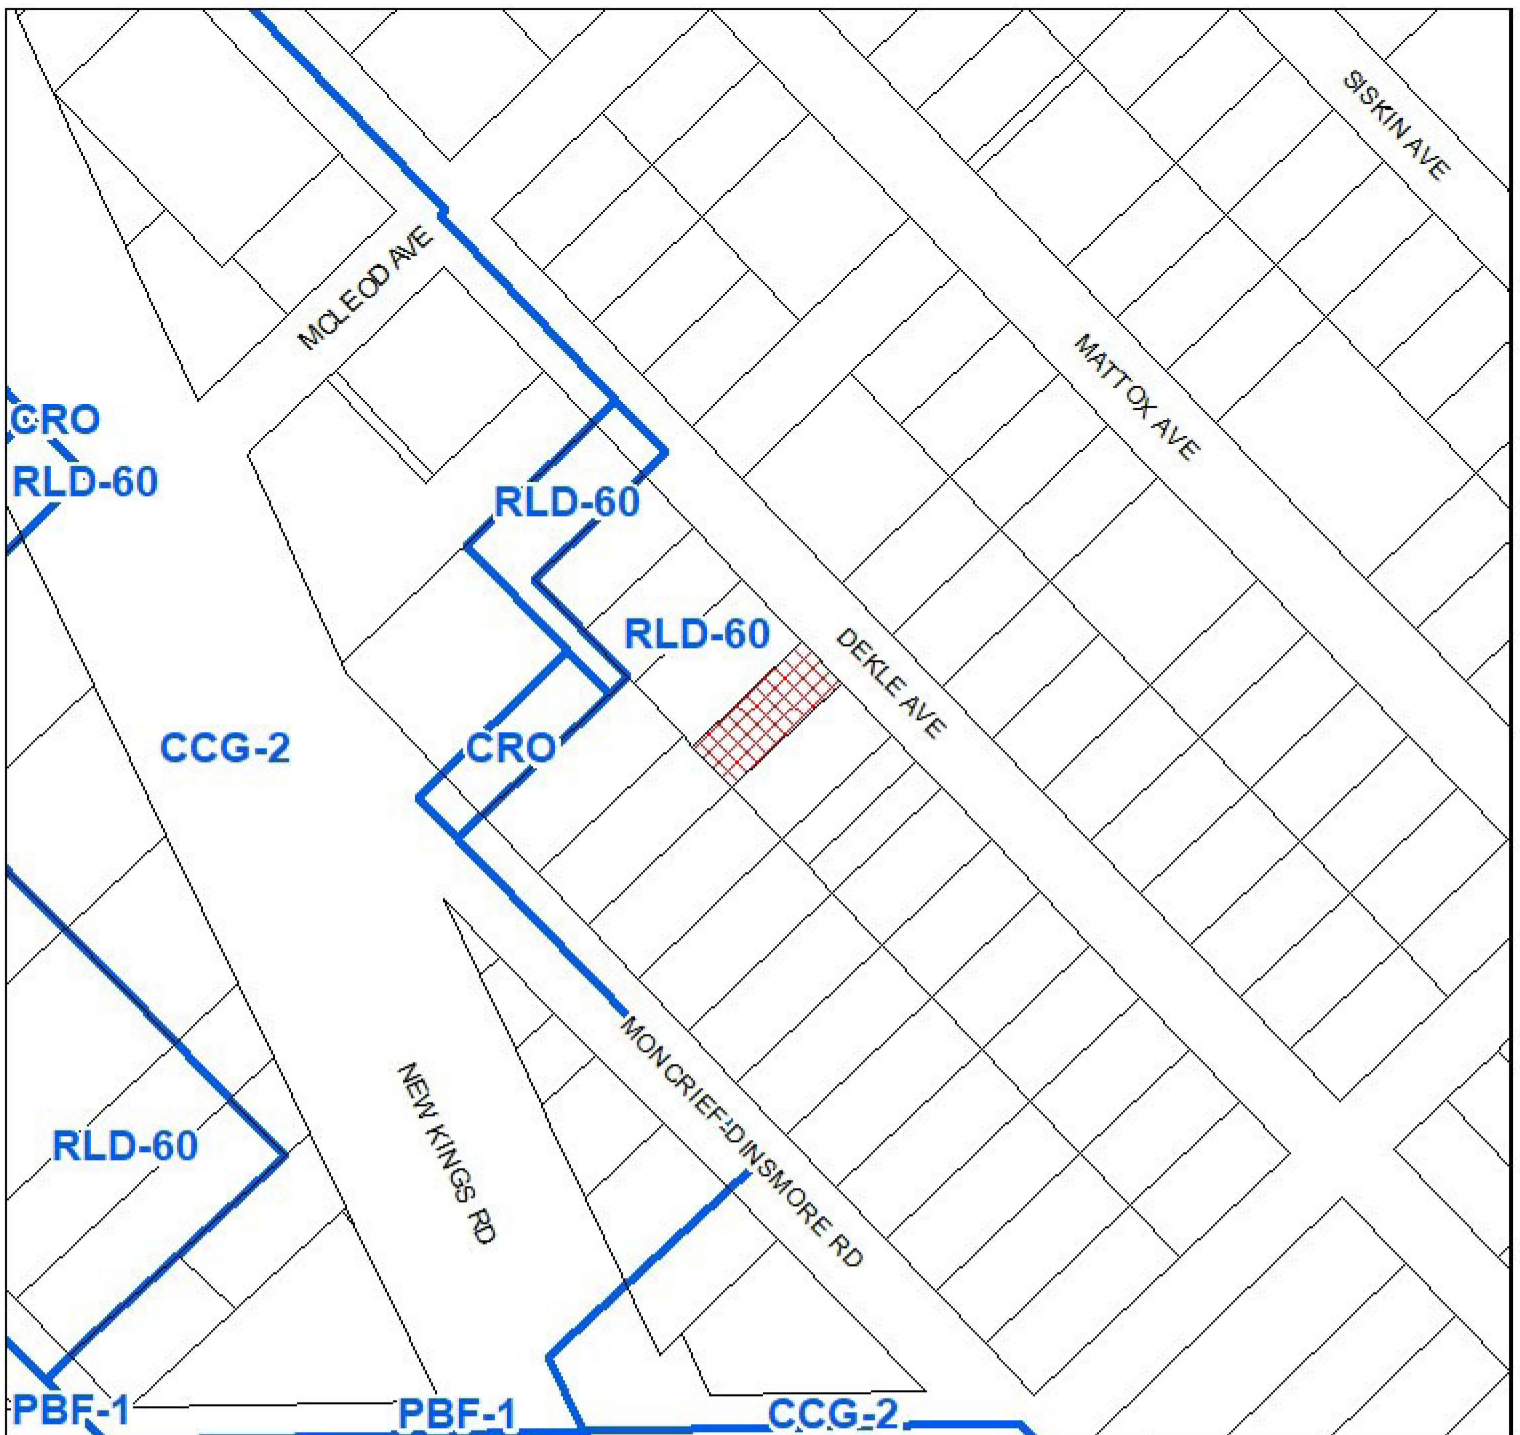 SISKIN AVE
MCLEOD AVE
MATTOX AVE
CRO
RLD-60
RLD-60
RLD-60
DEKLE AVE
CCG-2
CRO
MONCRIEF-DINSMORE RD
NEW KINGS RD
RLD-60
PBF-1
PBF-1
CCG-2